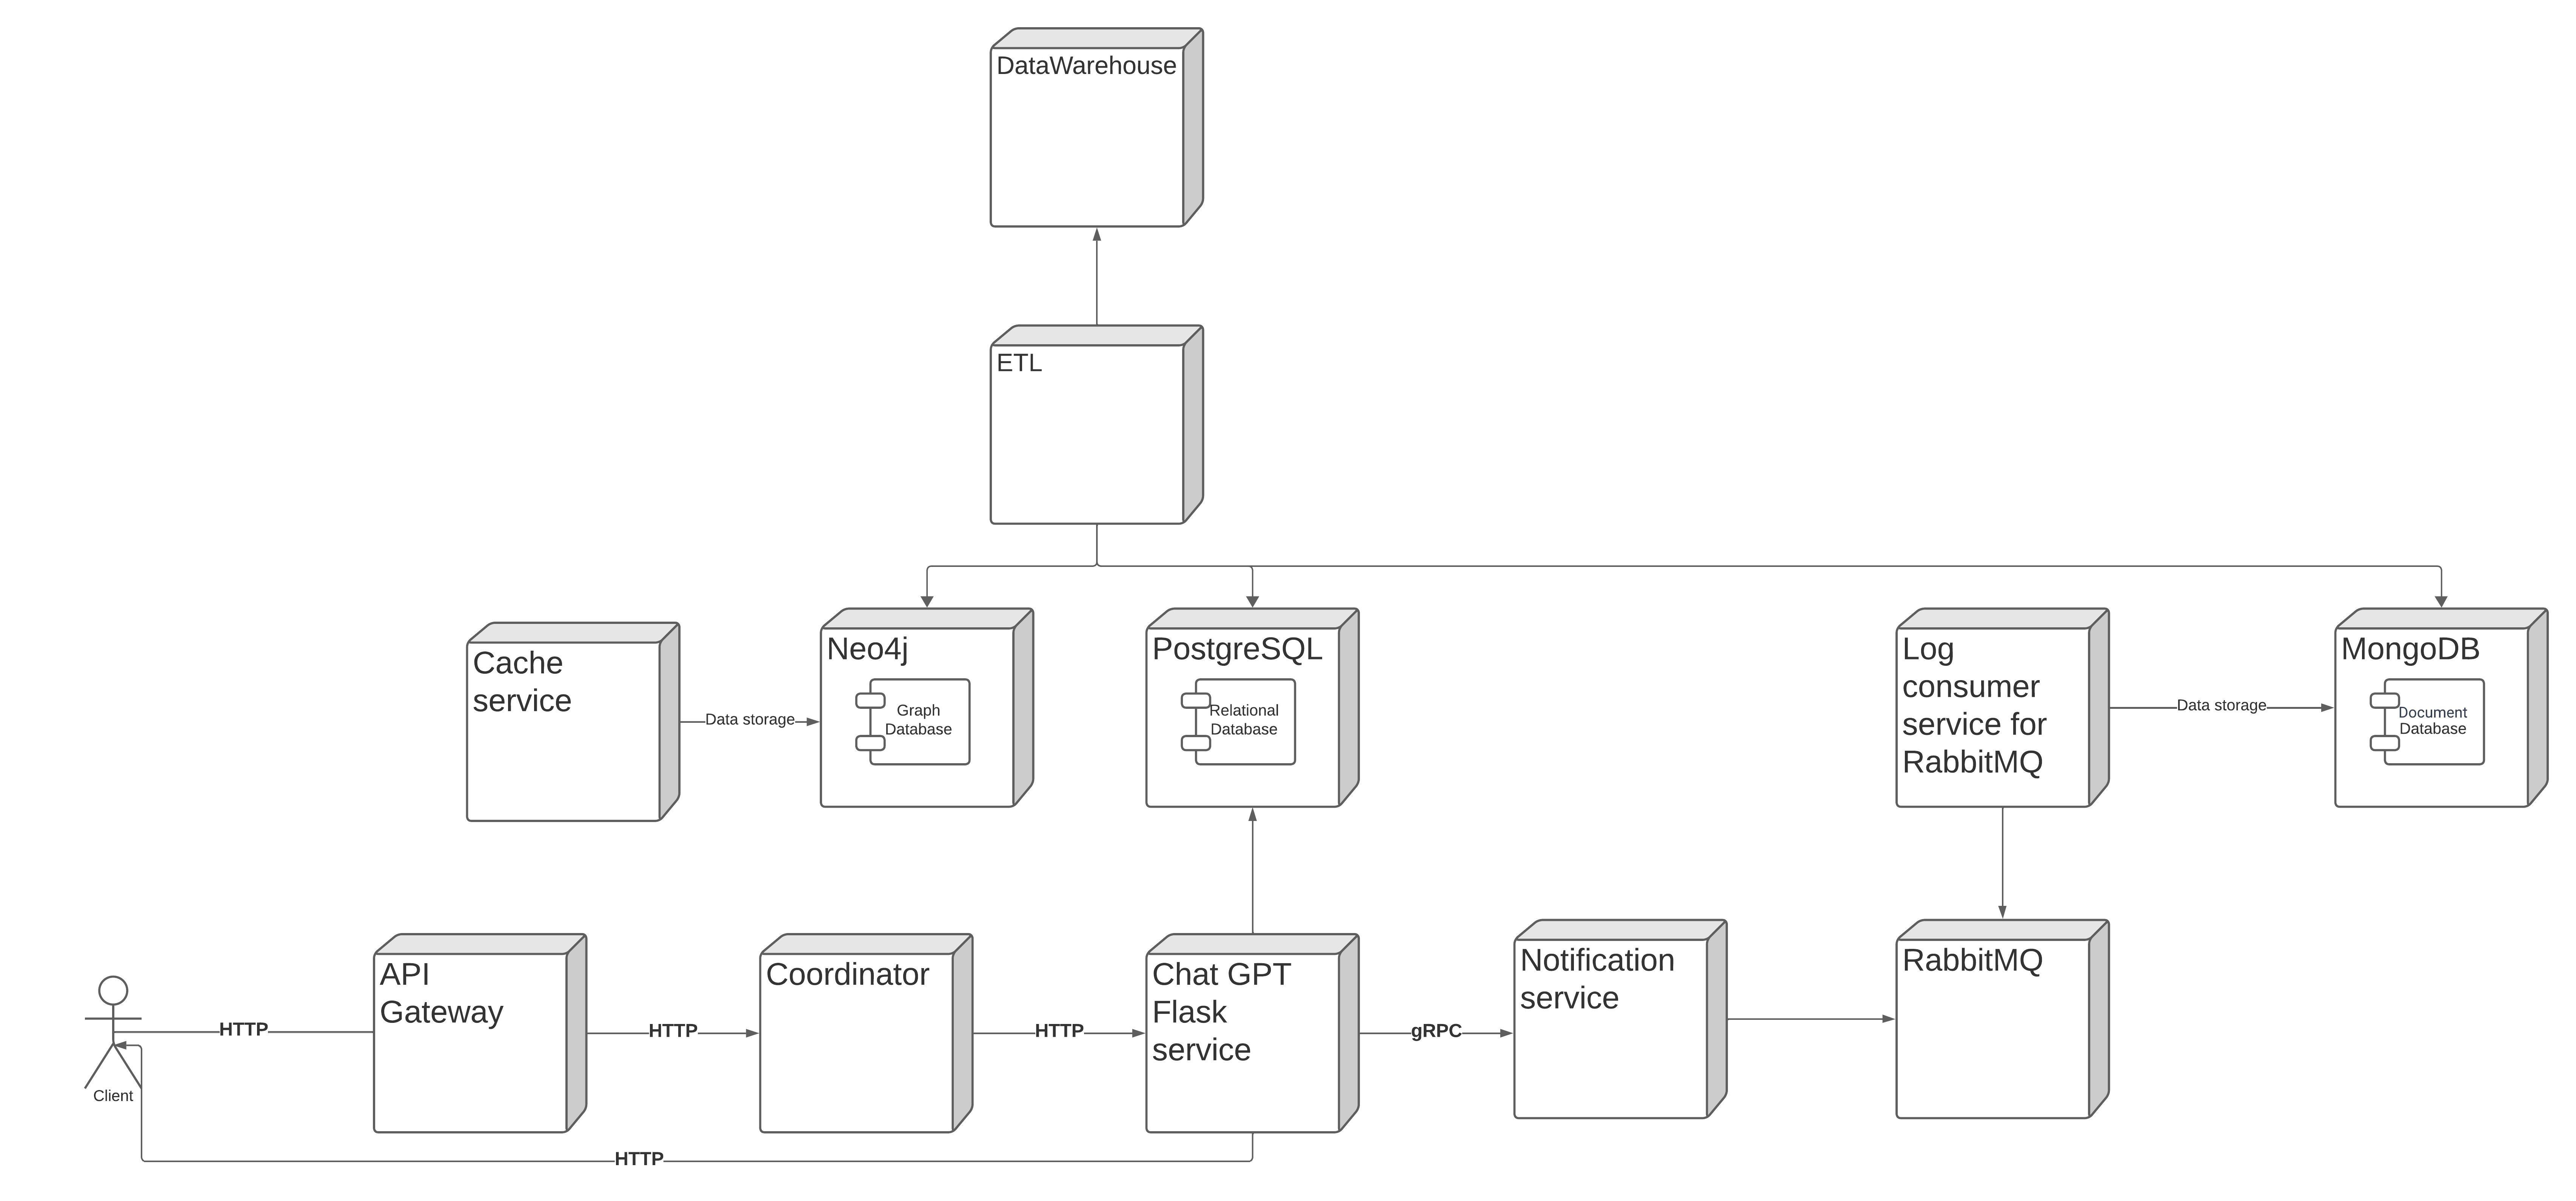 DataWarehouse
ETL
Cache
service
Data storage
Neo4j
Graph
Database
PostgreSQL
Relational
Database
Log
consumer
service for
RabbitMQ
Data storage
MongoDB
Document
Database
Client
HTTP
API
Gateway
HTTP
Coordinator
HTTP
Chat GPT
Flask
service
gRPC
Notification
service
RabbitMQ
HTTP